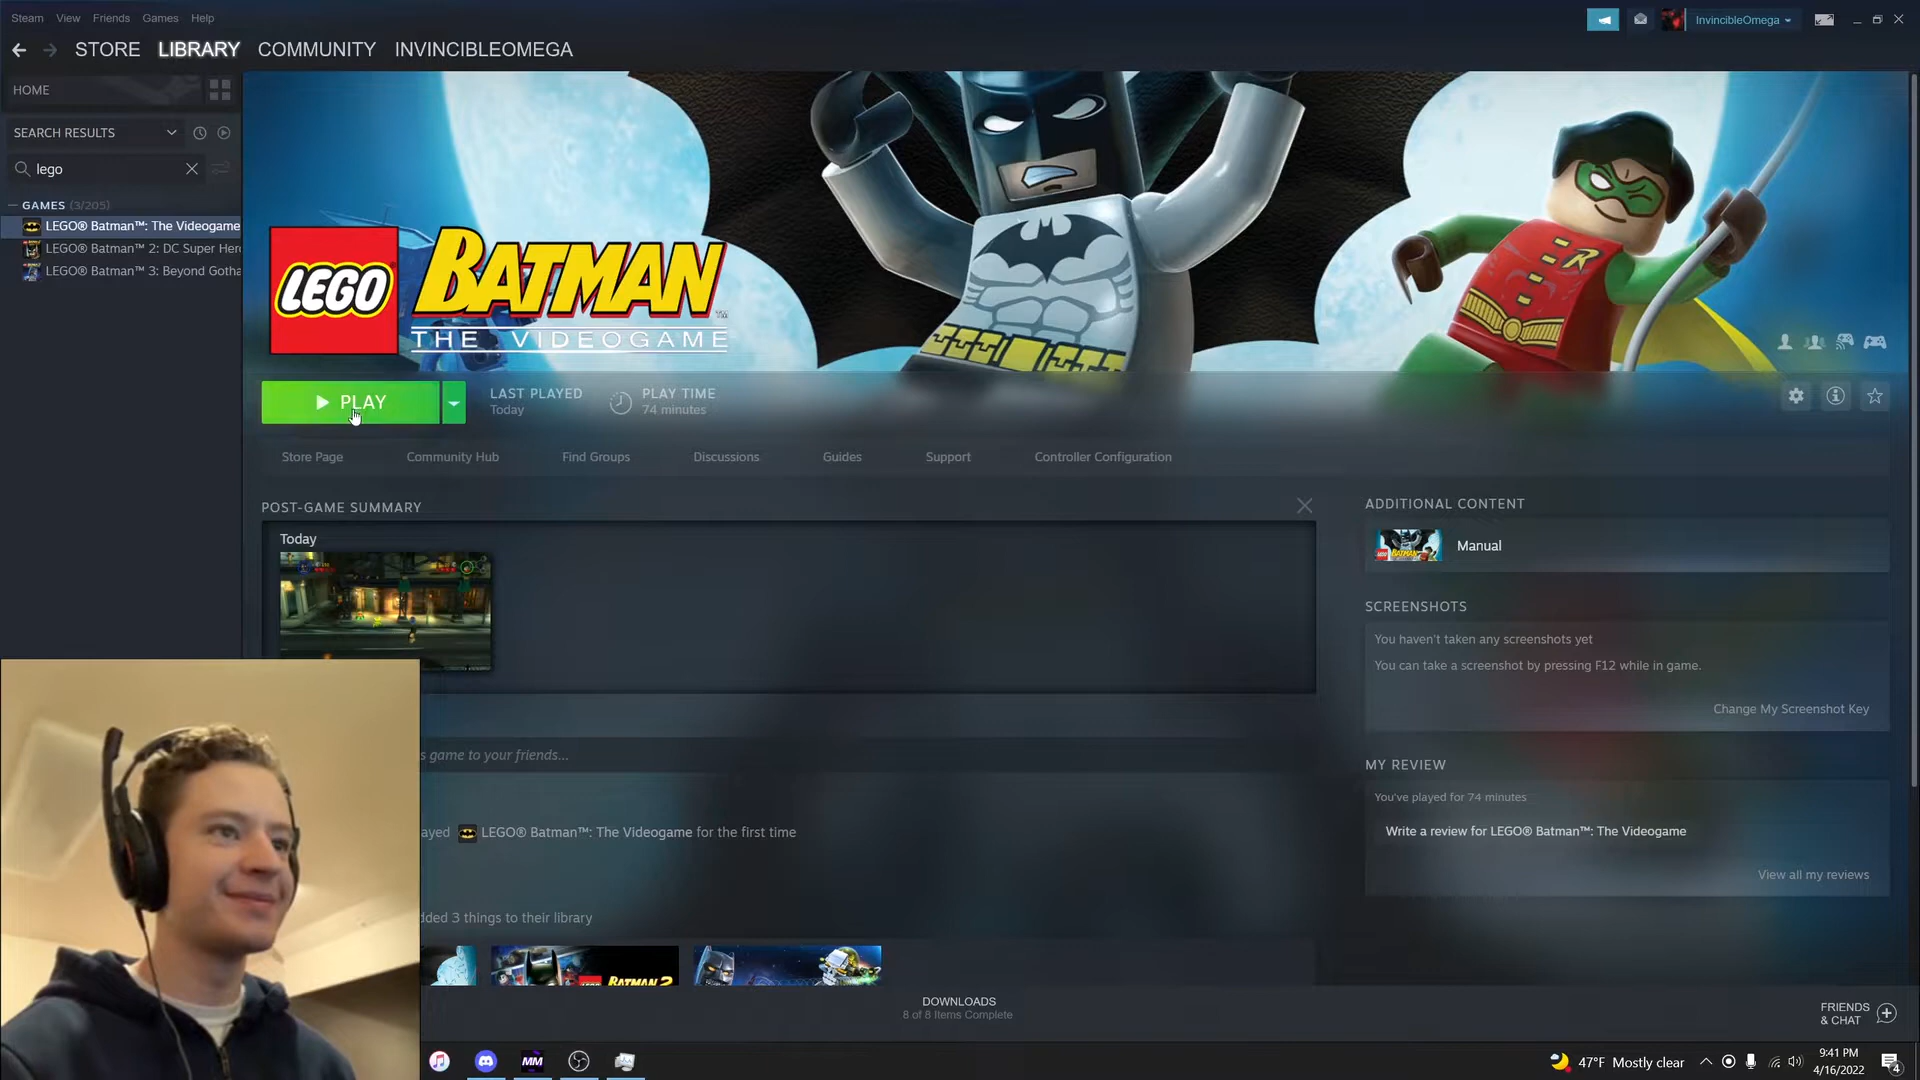 Steam View Friends Games Help
InvincibleOmega
STORE LIBRARY COMMUNITY INVINCIBLEOMEGA
HOME
SEARCH RESULTS
lego
GAMES (3/205)
LEGO® Batman™: The Videogame
LEGO® Batman™ 2: DC Super Hero
LEGO® Batman™ 3: Beyond Gotha
LEGO BATMAN™
THE VIDEOGAME
PLAY
LAST PLAYED
Today
PLAY TIME
74 minutes
Store Page Community Hub Find Groups Discussions Guides Support Controller Configuration
POST-GAME SUMMARY
Today
ADDITIONAL CONTENT
Manual
SCREENSHOTS
You haven't taken any screenshots yet
You can take a screenshot by pressing F12 while in game.
Change My Screenshot Key
s game to your friends...
MY REVIEW
You've played for 74 minutes
Write a review for LEGO® Batman™: The Videogame
View all my reviews
ayed LEGO® Batman™: The Videogame for the first time
dded 3 things to their library
BATMAN 2
DOWNLOADS
8 of 8 Items Complete
FRIENDS
& CHAT
MM
47°F Mostly clear
9:41 PM
4/16/2022
4